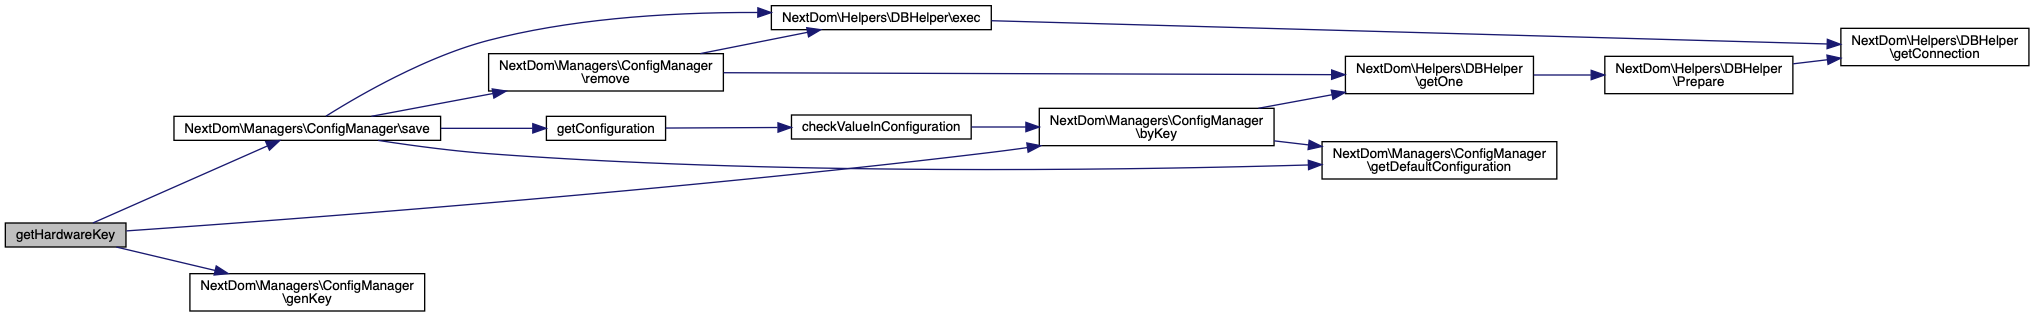 NextDom\Helpers\DBHelper\exec
NextDom\Helpers\DBHelper
\getConnection
NextDom\Managers\ConfigManager
\remove
NextDom\Helpers\DBHelper
\getOne
NextDom\Helpers\DBHelper
\Prepare
NextDom\Managers\ConfigManager\save
getConfiguration
checkValueInConfiguration
NextDom\Managers\ConfigManager
\byKey
NextDom\Managers\ConfigManager
\getDefaultConfiguration
getHardwareKey
NextDom\Managers\ConfigManager
\genKey